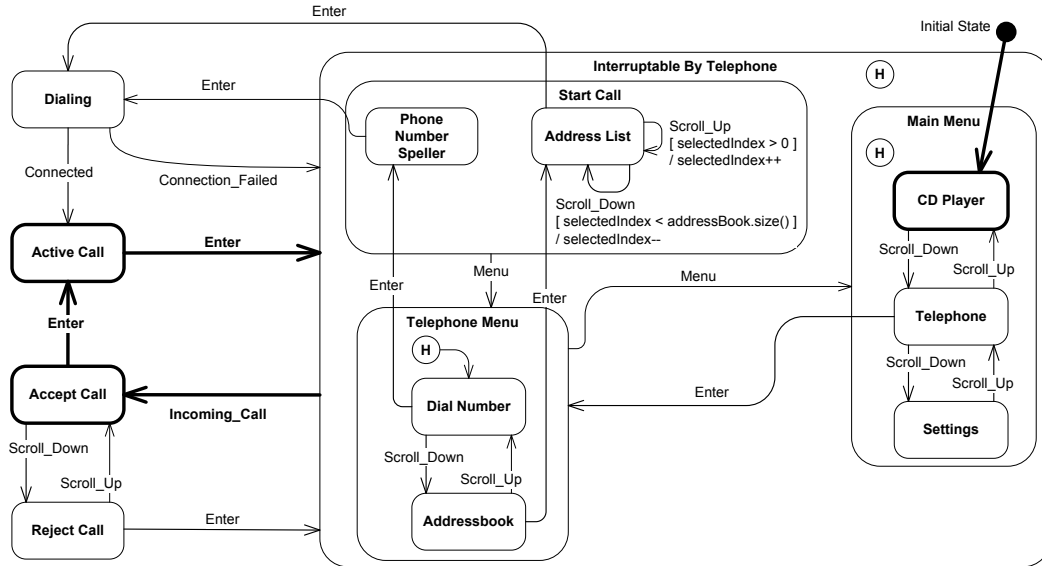 Enter
Initial State
Interruptable By Telephone
H
Start Call
Enter
Dialing
Phone
Number
Speller
Address List
Scroll_Up
[ selectedIndex > 0 ]
/ selectedIndex++
Main Menu
H
Connected
Connection_Failed
CD Player
Scroll_Down
[ selectedIndex < addressBook.size() ]
/ selectedIndex--
Active Call
Enter
Scroll_Down
Scroll_Up
Menu
Menu
Enter
Enter
Enter
Telephone Menu
Telephone
H
Scroll_Down
Scroll_Up
Accept Call
Incoming_Call
Dial Number
Enter
Settings
Scroll_Down
Scroll_Up
Scroll_Down
Scroll_Up
Reject Call
Enter
Addressbook